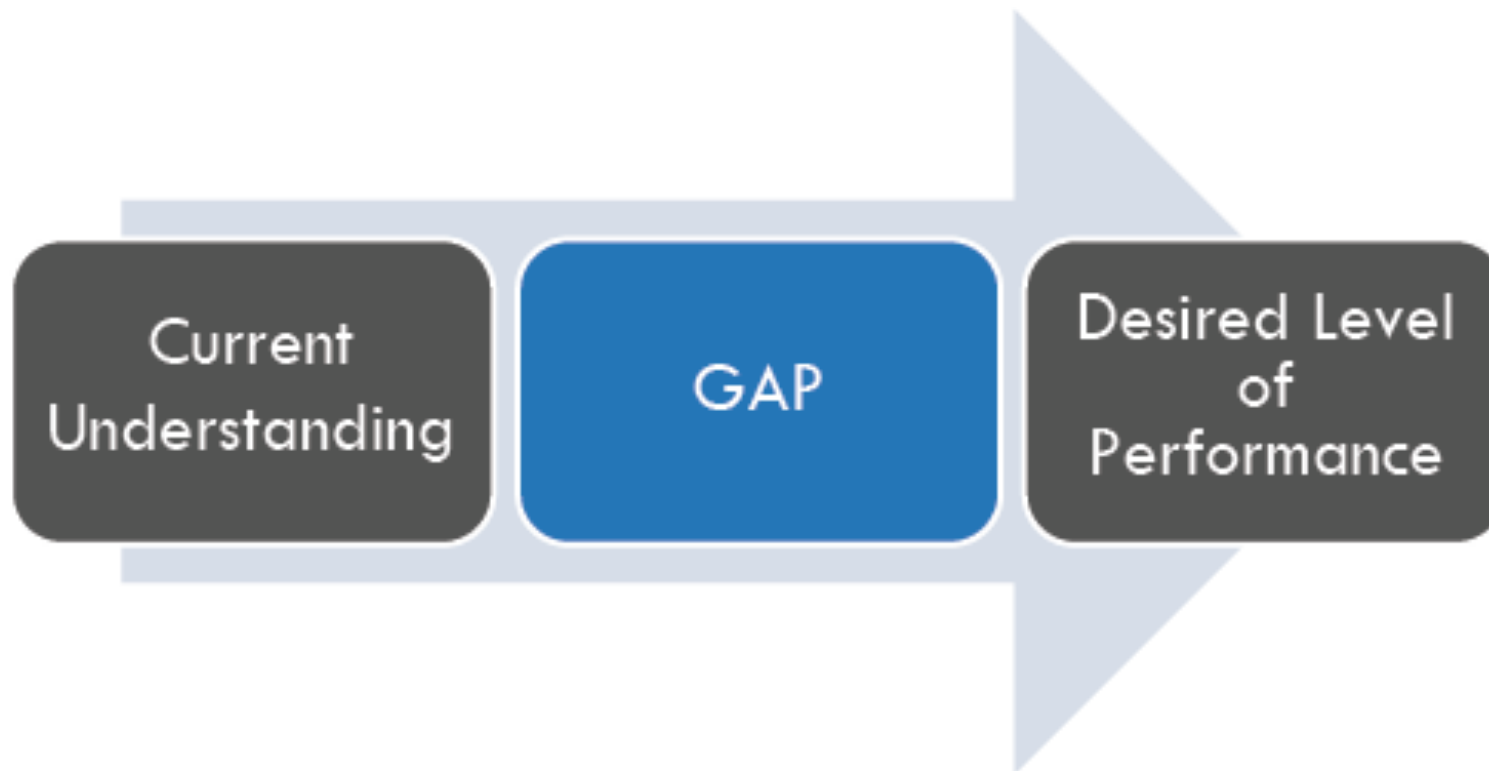 Current
Understanding
GAP
Desired Level
of
Performance